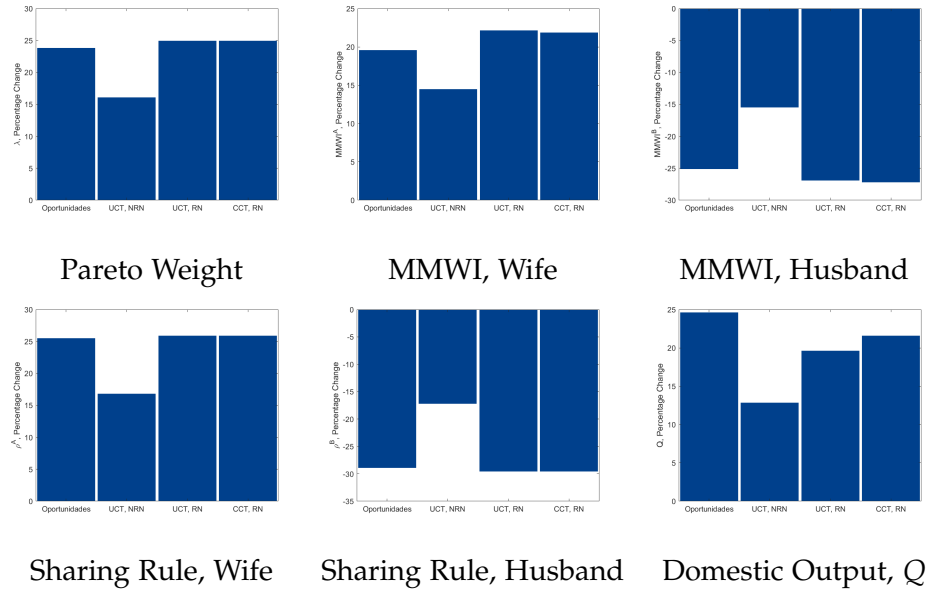 30
25
20
15
10
5
0
λ, Percentage Change
Oportunidades UCT, NRN UCT, RN CCT, RN
Pareto Weight
25
20
15
10
5
0
MMWI^A, Percentage Change
Oportunidades UCT, NRN UCT, RN CCT, RN
MMWI, Wife
0
-5
-10
-15
-20
-25
-30
MMWI^B, Percentage Change
Oportunidades UCT, NRN UCT, RN CCT, RN
MMWI, Husband
30
25
20
15
10
5
0
ρ^A, Percentage Change
Oportunidades UCT, NRN UCT, RN CCT, RN
Sharing Rule, Wife
0
-5
-10
-15
-20
-25
-30
-35
ρ^B, Percentage Change
Oportunidades UCT, NRN UCT, RN CCT, RN
Sharing Rule, Husband
25
20
15
10
5
0
Q, Percentage Change
Oportunidades UCT, NRN UCT, RN CCT, RN
Domestic Output, Q